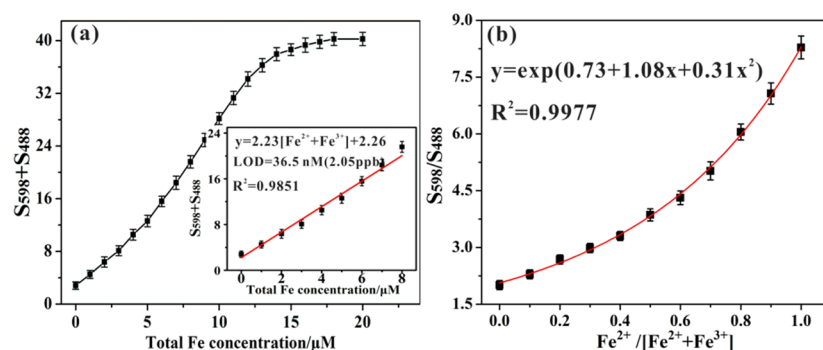 (a)
S598+S488
40
32
24
16
8
0
0 5 10 15 20
Total Fe concentration/μM
y=2.23[Fe²⁺+Fe³⁺]+2.26
LOD=36.5 nM(2.05ppb)
R²=0.9851
S598+S488
24
18
12
6
0
0 2 4 6 8
Total Fe concentration/μM
(b)
y=exp(0.73+1.08x+0.31x²)
R²=0.9977
S598/S488
9.0
7.5
6.0
4.5
3.0
1.5
0.0 0.2 0.4 0.6 0.8 1.0
Fe²⁺/[Fe²⁺+Fe³⁺]